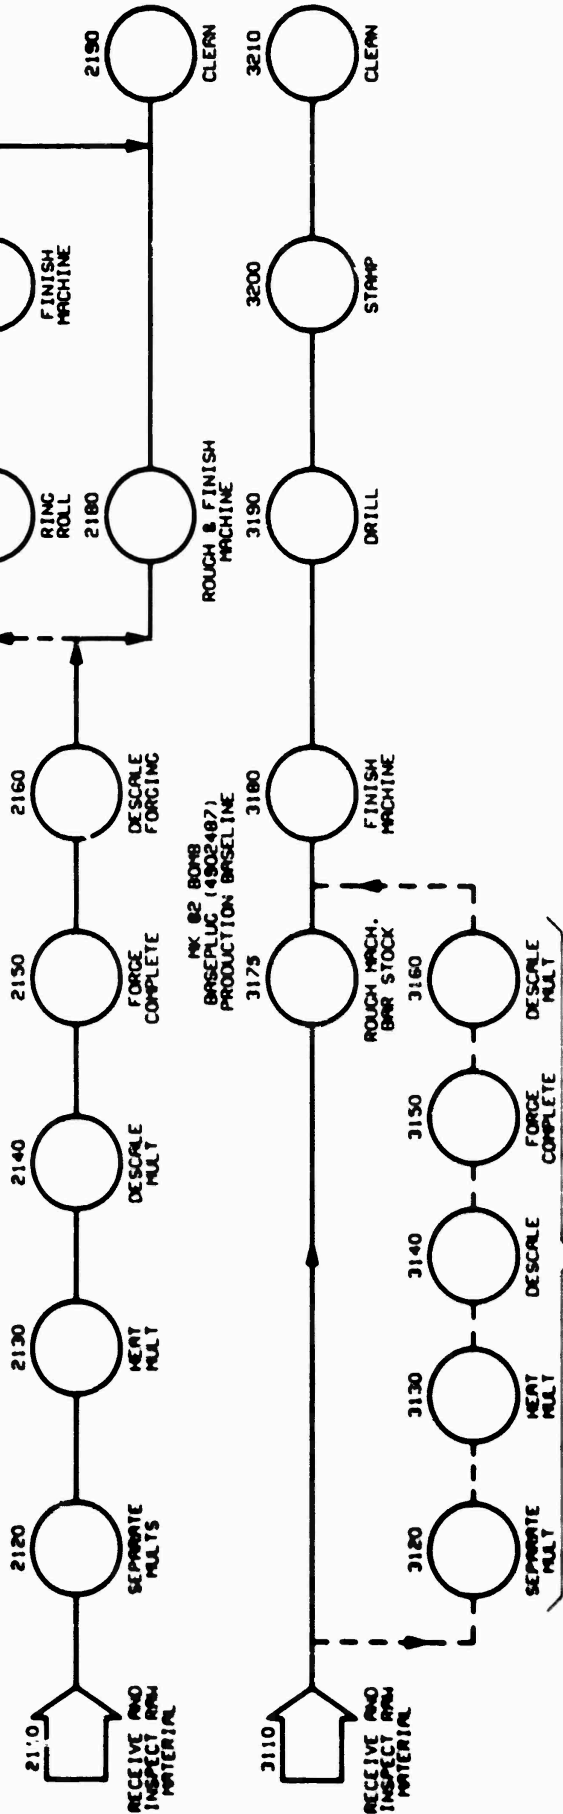 2110
RECEIVE AND
INSPECT RAW
MATERIAL
2120
SEPARATE
MULTS
2130
HEAT
MULT
2140
DESCALE
MULT
2150
FORGE
COMPLETE
2160
DESCALE
FORGING
RING
ROLL
FINISH
MACHINE
2180
ROUGH & FINISH
MACHINE
2190
CLEAN
MK 82 BOMB
BASEPLUG (4902487)
PRODUCTION BASELINE
3110
RECEIVE AND
INSPECT RAW
MATERIAL
3175
ROUGH MACH.
BAR STOCK
3180
FINISH
MACHINE
3190
DRILL
3200
STAMP
3210
CLEAN
3120
SEPARATE
MULT
3130
HEAT
MULT
3140
DESCALE
3150
FORGE
COMPLETE
3160
DESCALE
MULT